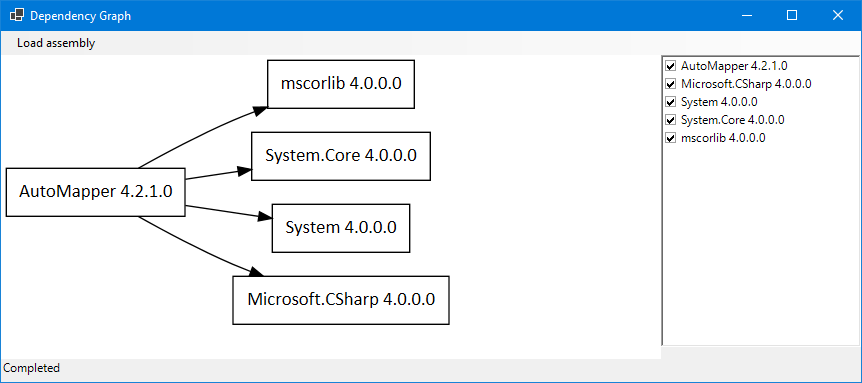 Dependency Graph
Load assembly
mscorlib 4.0.0.0
System.Core 4.0.0.0
AutoMapper 4.2.1.0
System 4.0.0.0
Microsoft.CSharp 4.0.0.0
AutoMapper 4.2.1.0
Microsoft.CSharp 4.0.0.0
System 4.0.0.0
System.Core 4.0.0.0
mscorlib 4.0.0.0
Completed